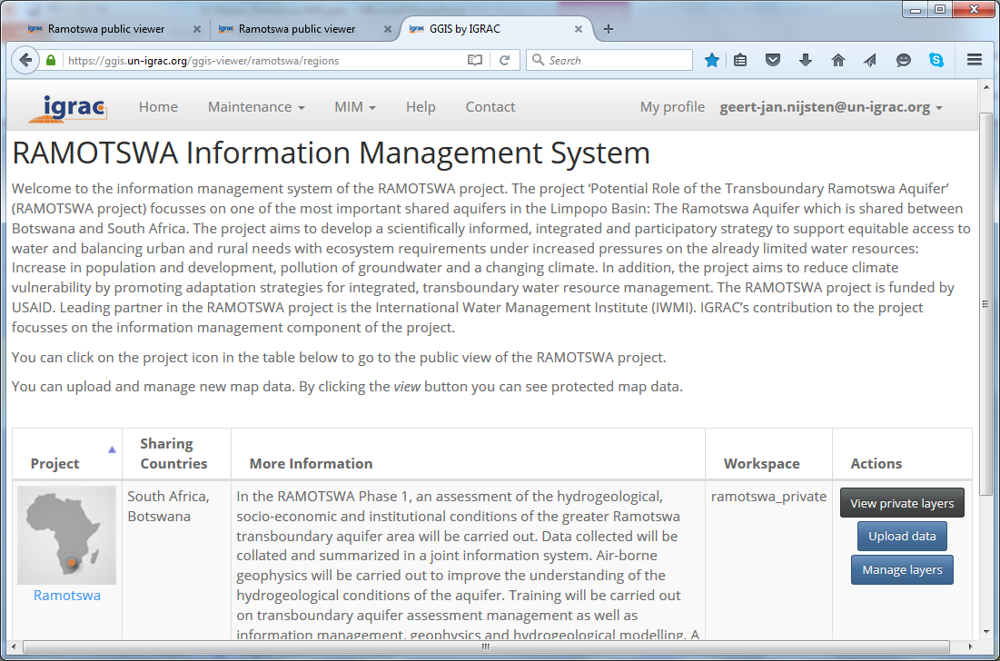 igrac Ramotswa public viewer
igrac Ramotswa public viewer
igrac GGIS by IGRAC
https://ggis.un-igrac.org/ggis-viewer/ramotswa/regions
Search
igrac
Home
Maintenance
MIM
Help
Contact
My profile
geert-jan.nijsten@un-igrac.org
RAMOTSWA Information Management System
Welcome to the information management system of the RAMOTSWA project. The project ‘Potential Role of the Transboundary Ramotswa Aquifer’
(RAMOTSWA project) focusses on one of the most important shared aquifers in the Limpopo Basin: The Ramotswa Aquifer which is shared between
Botswana and South Africa. The project aims to develop a scientifically informed, integrated and participatory strategy to support equitable access to
water and balancing urban and rural needs with ecosystem requirements under increased pressures on the already limited water resources:
Increase in population and development, pollution of groundwater and a changing climate. In addition, the project aims to reduce climate
vulnerability by promoting adaptation strategies for integrated, transboundary water resource management. The RAMOTSWA project is funded by
USAID. Leading partner in the RAMOTSWA project is the International Water Management Institute (IWMI). IGRAC’s contribution to the project
focusses on the information management component of the project.
You can click on the project icon in the table below to go to the public view of the RAMOTSWA project.
You can upload and manage new map data. By clicking the view button you can see protected map data.
Project
Sharing
Countries
More Information
Workspace
Actions
Ramotswa
South Africa,
Botswana
In the RAMOTSWA Phase 1, an assessment of the hydrogeological,
socio-economic and institutional conditions of the greater Ramotswa
transboundary aquifer area will be carried out. Data collected will be
collated and summarized in a joint information system. Air-borne
geophysics will be carried out to improve the understanding of the
hydrogeological conditions of the aquifer. Training will be carried out
on transboundary aquifer assessment management as well as
information management, geophysics and hydrogeological modelling. A
ramotswa_private
View private layers
Upload data
Manage layers